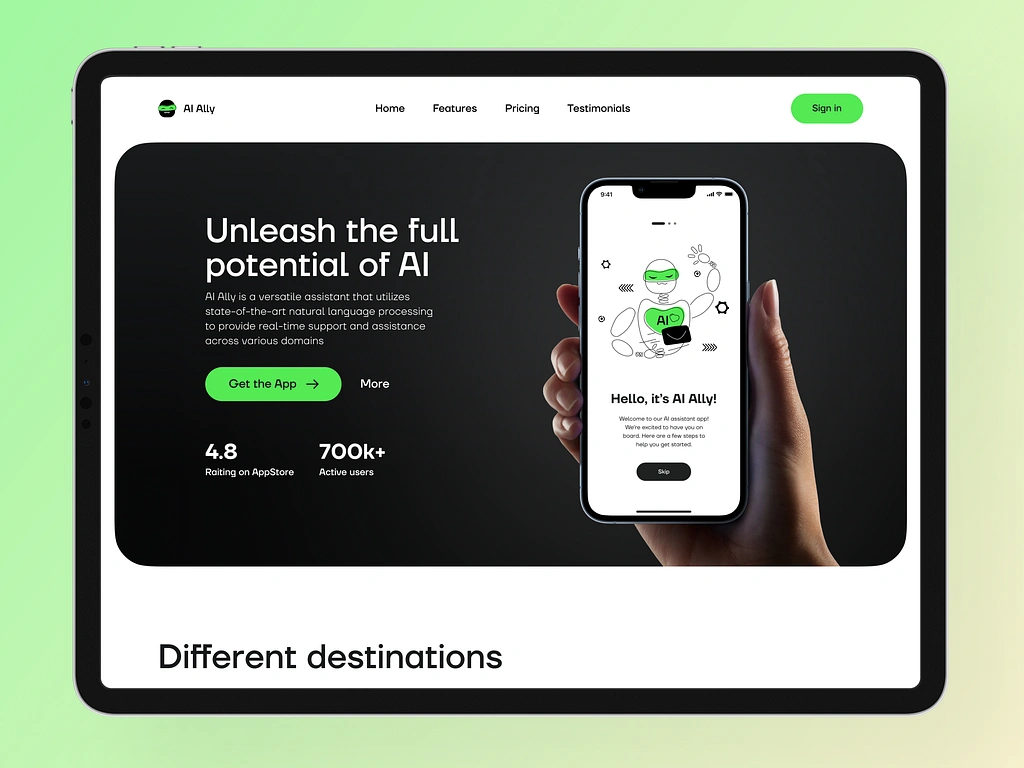 AI Ally
Home
Features
Pricing
Testimonials
Sign in
Unleash the full
potential of AI
AI Ally is a versatile assistant that utilizes
state-of-the-art natural language processing
to provide real-time support and assistance
across various domains
Get the App →
More
4.8
Raiting on AppStore
700k+
Active users
9:41
AI
Hello, it's AI Ally!
Welcome to our AI assistant app!
We're excited to have you on
board. Here are a few steps to
help you get started.
Skip
Different destinations